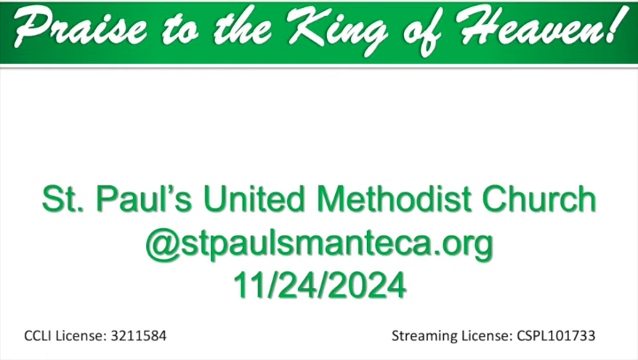 Praise to the King of Heaven!
St. Paul's United Methodist Church
@stpaulsmanteca.org
11/24/2024
CCLI License: 3211584
Streaming License: CSPL101733